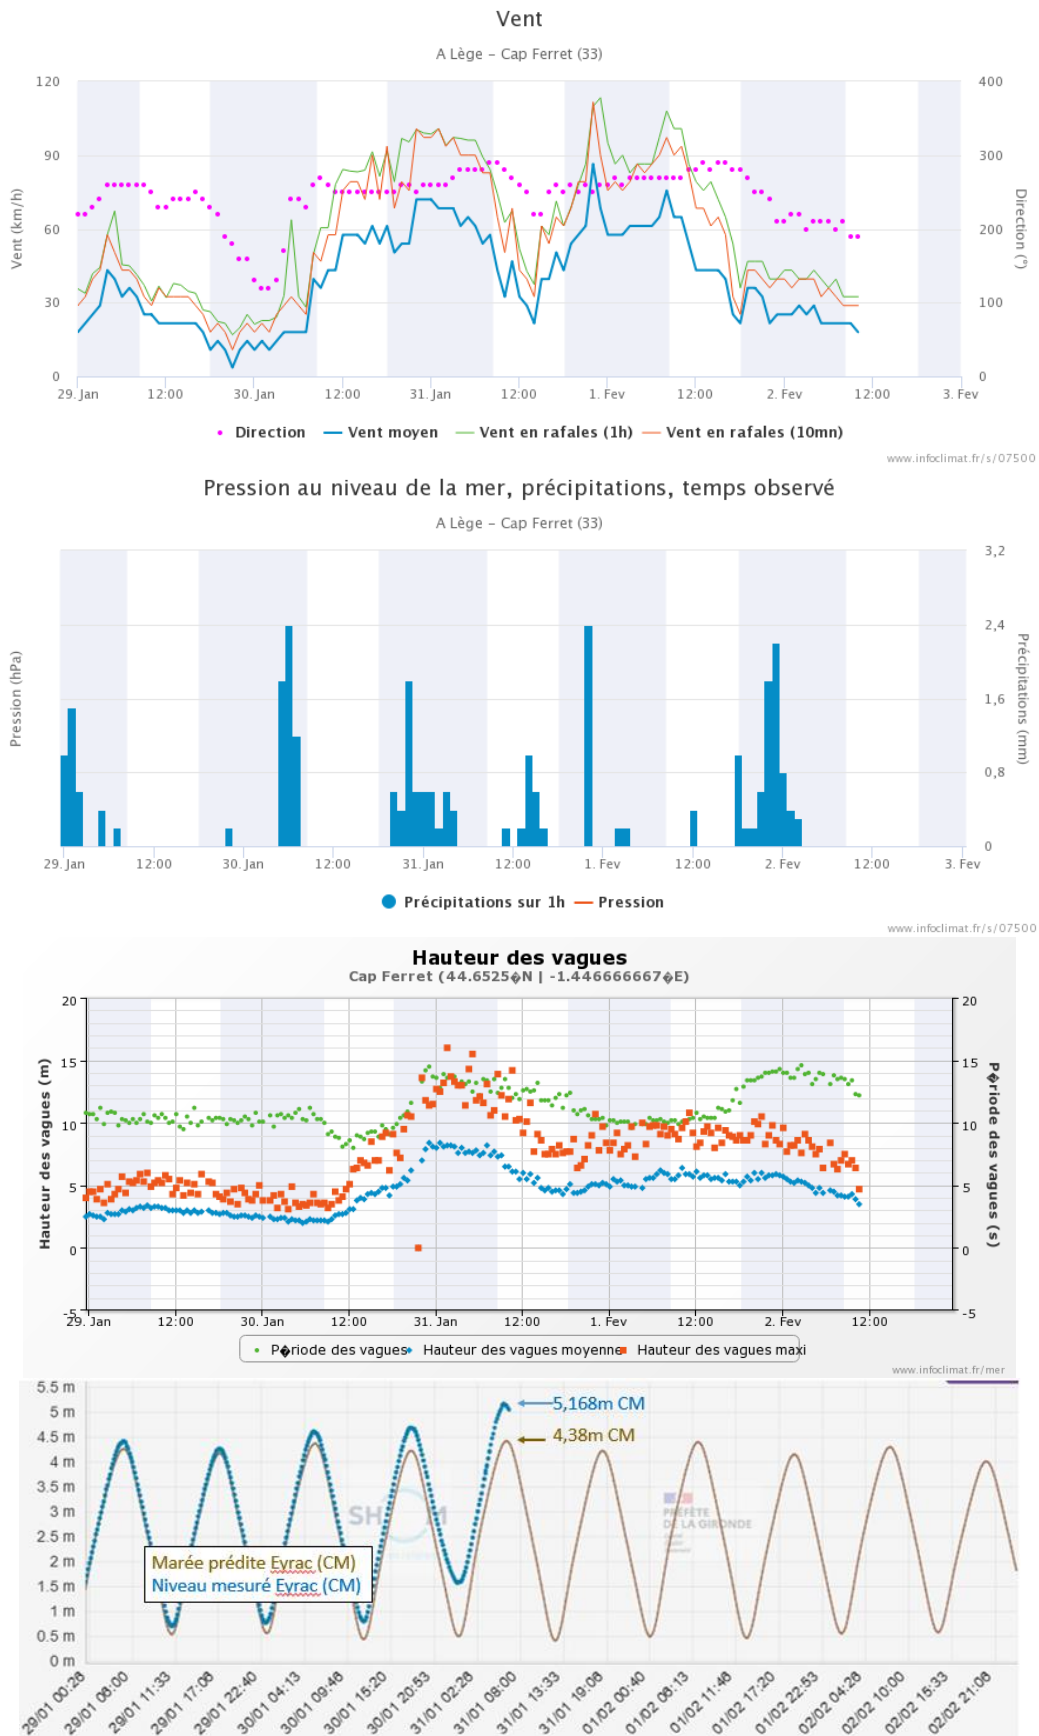 Vent
A Lège - Cap Ferret (33)
120
90
60
30
0
Vent (km/h)
400
300
200
100
0
Direction (°)
29. Jan 12:00 30. Jan 12:00 31. Jan 12:00 1. Fev 12:00 2. Fev 12:00 3. Fev
Direction Vent moyen Vent en rafales (1h) Vent en rafales (10mn)
www.infoclimat.fr/s/07500
Pression au niveau de la mer, précipitations, temps observé
A Lège - Cap Ferret (33)
Pression (hPa)
3,2
2,4
1,6
0,8
0
Précipitations (mm)
29. Jan 12:00 30. Jan 12:00 31. Jan 12:00 1. Fev 12:00 2. Fev 12:00 3. Fev
Précipitations sur 1h Pression
www.infoclimat.fr/s/07500
Hauteur des vagues
Cap Ferret (44.6525�N | -1.446666667�E)
20
15
10
5
0
-5
Hauteur des vagues (m)
20
15
10
5
0
-5
P�riode des vagues (s)
29. Jan 12:00 30. Jan 12:00 31. Jan 12:00 1. Fev 12:00 2. Fev 12:00
P�riode des vagues Hauteur des vagues moyenne Hauteur des vagues maxi
www.infoclimat.fr/mer
5.5 m
5 m
4.5 m
4 m
3.5 m
3 m
2.5 m
2 m
1.5 m
1 m
0.5 m
0 m
5,168m CM
4,38m CM
SHOM
PRÉFÈTE
DE LA GIRONDE
Marée prédite Eyrac (CM)
Niveau mesuré Eyrac (CM)
29/01 00:26 29/01 06:00 29/01 11:33 29/01 17:06 29/01 22:40 30/01 04:13 30/01 09:46 30/01 15:20 30/01 20:53 31/01 02:26 31/01 08:00 31/01 13:33 31/01 19:06 01/02 00:40 01/02 06:13 01/02 11:46 01/02 17:20 01/02 22:53 02/02 04:26 02/02 10:00 02/02 15:33 02/02 21:06